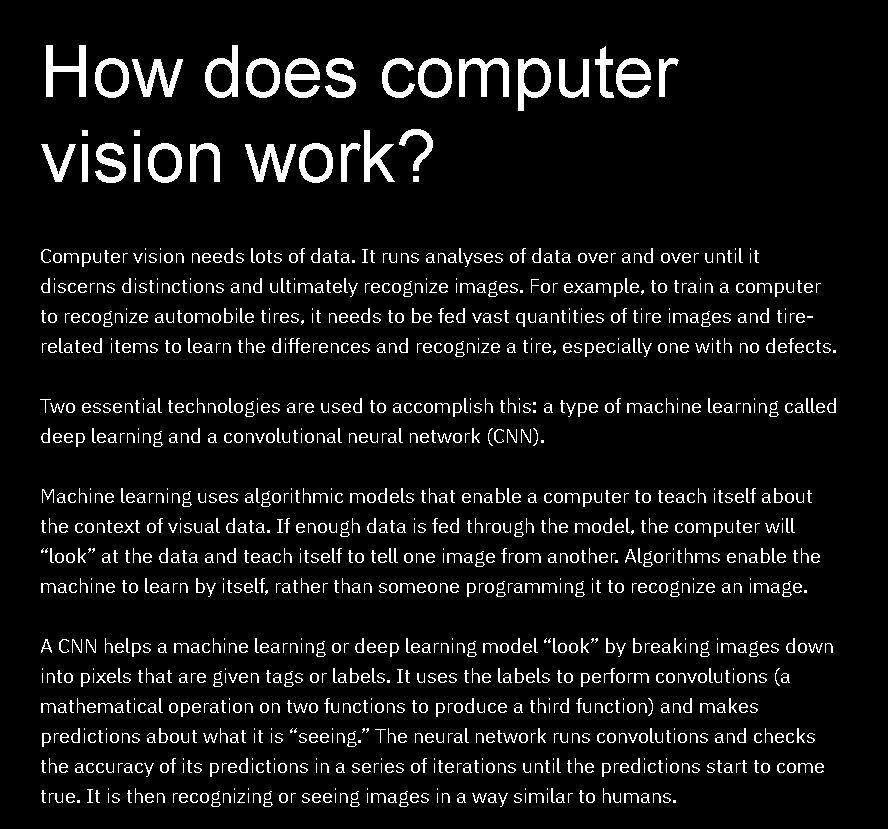 How does computer
vision work?
Computer vision needs lots of data. It runs analyses of data over and over until it
discerns distinctions and ultimately recognize images. For example, to train a computer
to recognize automobile tires, it needs to be fed vast quantities of tire images and tire-
related items to learn the differences and recognize a tire, especially one with no defects.
Two essential technologies are used to accomplish this: a type of machine learning called
deep learning and a convolutional neural network (CNN).
Machine learning uses algorithmic models that enable a computer to teach itself about
the context of visual data. If enough data is fed through the model, the computer will
“look” at the data and teach itself to tell one image from another. Algorithms enable the
machine to learn by itself, rather than someone programming it to recognize an image.
A CNN helps a machine learning or deep learning model “look” by breaking images down
into pixels that are given tags or labels. It uses the labels to perform convolutions (a
mathematical operation on two functions to produce a third function) and makes
predictions about what it is “seeing.” The neural network runs convolutions and checks
the accuracy of its predictions in a series of iterations until the predictions start to come
true. It is then recognizing or seeing images in a way similar to humans.